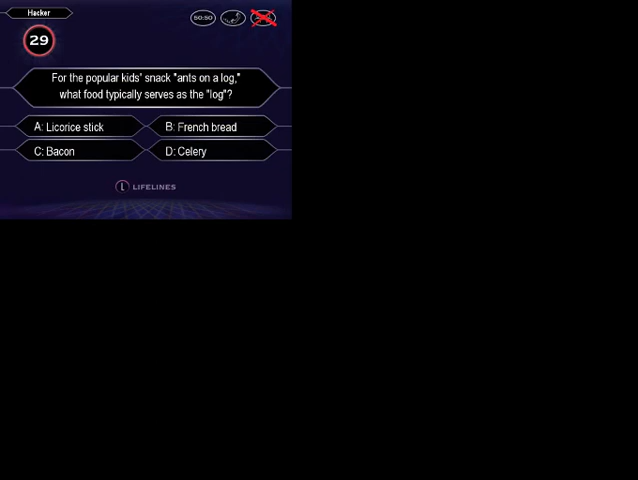 Hacker
50:50
29
For the popular kids' snack "ants on a log,"
what food typically serves as the "log"?
A: Licorice stick
B: French bread
C: Bacon
D: Celery
L LIFELINES